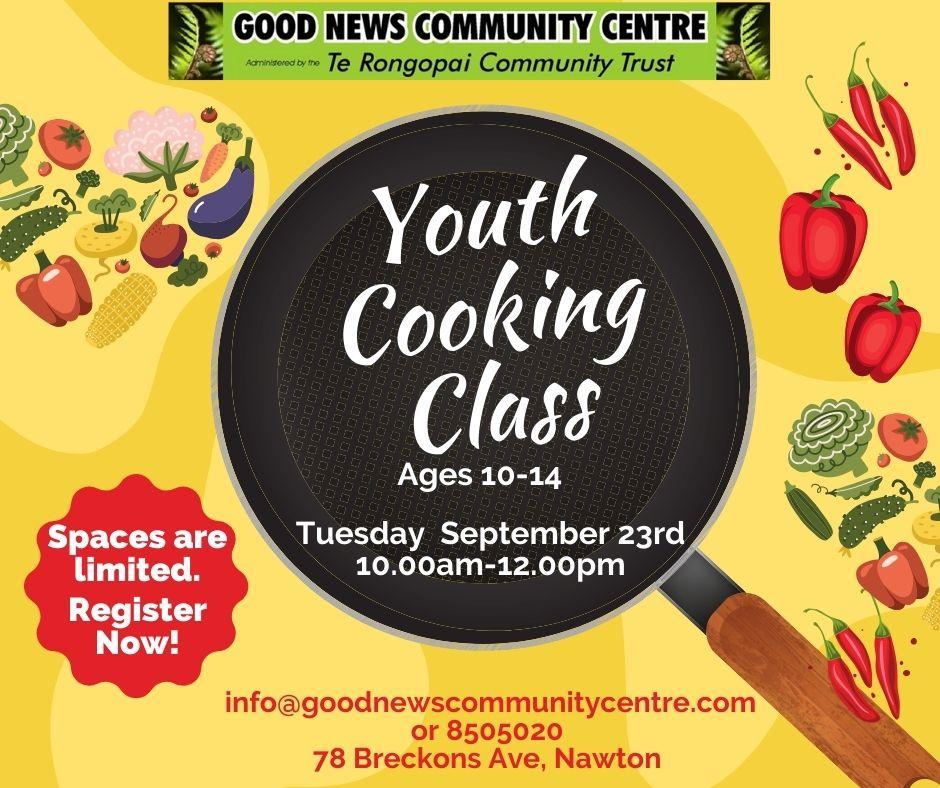 GOOD NEWS COMMUNITY CENTRE
Administered by the Te Rongopai Community Trust
Youth
Cooking
Class
Ages 10-14
Tuesday September 23rd
10.00am-12.00pm
Spaces are
limited.
Register
Now!
info@goodnewscommunitycentre.com
or 8505020
78 Breckons Ave, Nawton